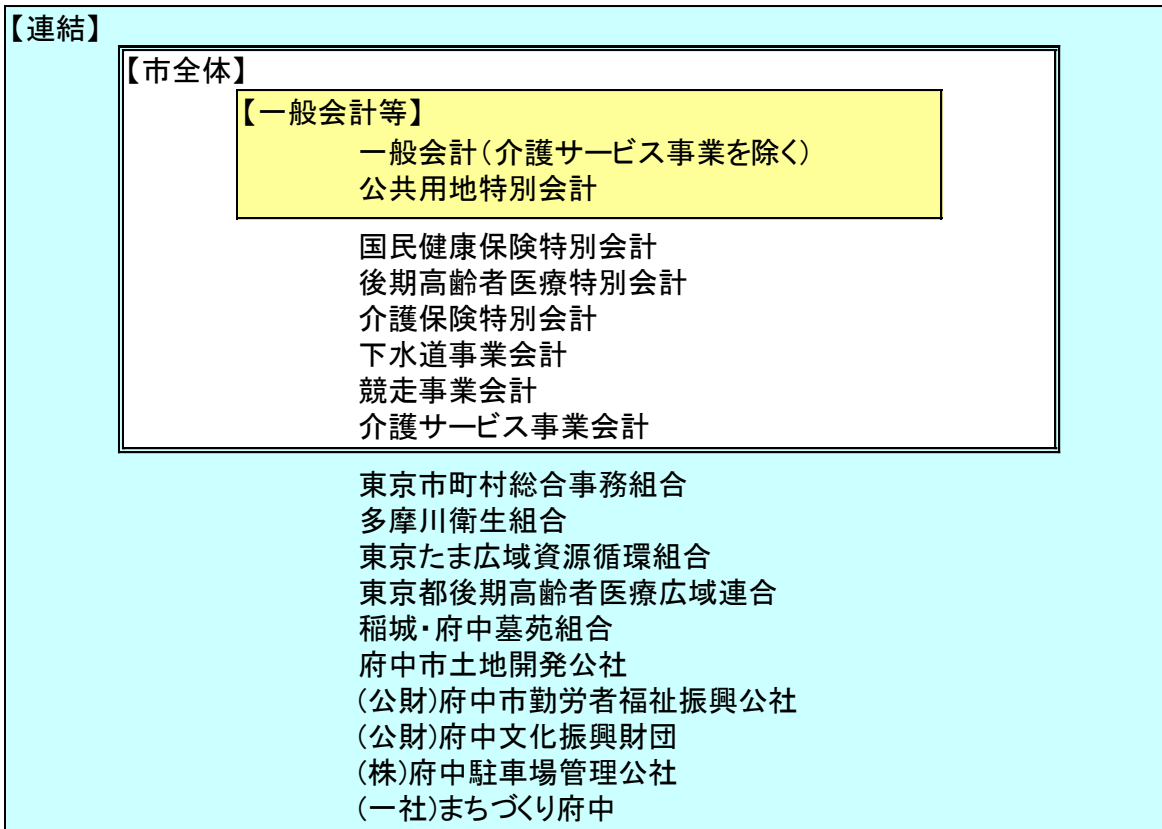 【連結】
【市全体】
【一般会計等】
一般会計（介護サービス事業を除く）
公共用地特別会計
国民健康保険特別会計
後期高齢者医療特別会計
介護保険特別会計
下水道事業会計
競走事業会計
介護サービス事業会計
東京市町村総合事務組合
多摩川衛生組合
東京たま広域資源循環組合
東京都後期高齢者医療広域連合
稲城・府中墓苑組合
府中市土地開発公社
(公財)府中市勤労者福祉振興公社
(公財)府中文化振興財団
(株)府中駐車場管理公社
(一社)まちづくり府中